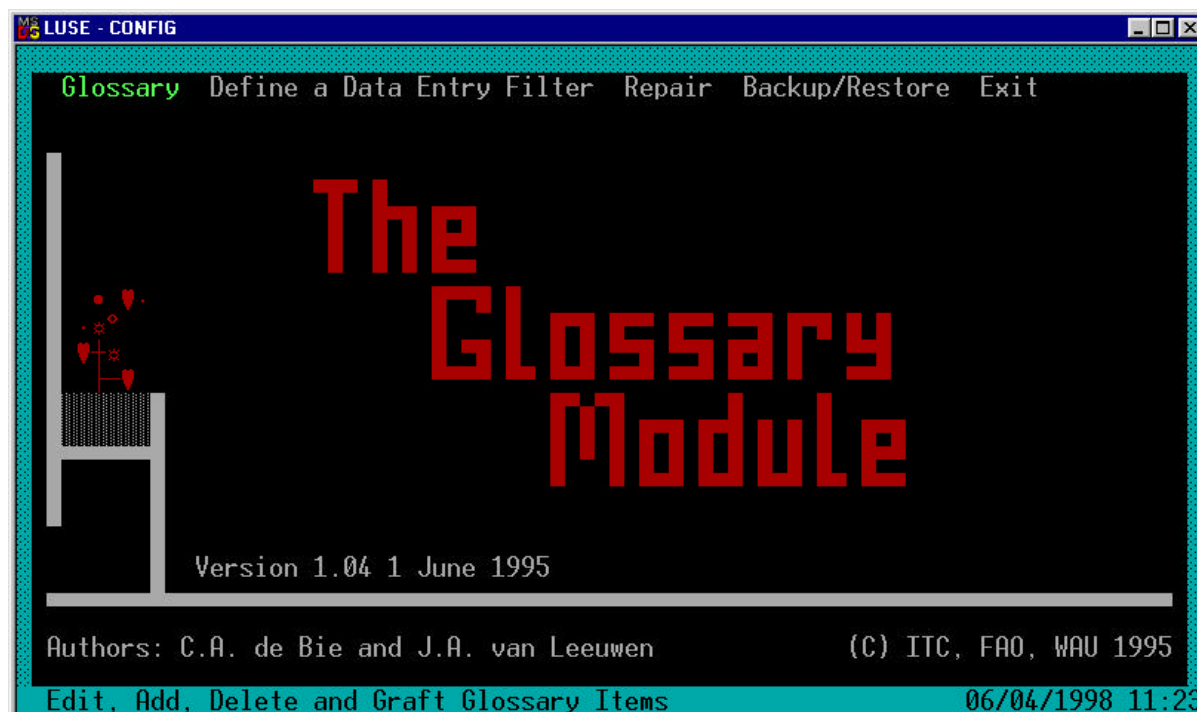 LUSE - CONFIG
Glossary Define a Data Entry Filter Repair Backup/Restore Exit
The
Glossary
Module
Version 1.04 1 June 1995
Authors: C.A. de Bie and J.A. van Leeuwen (C) ITC, FAO, WAU 1995
Edit, Add, Delete and Graft Glossary Items 06/04/1998 11:23